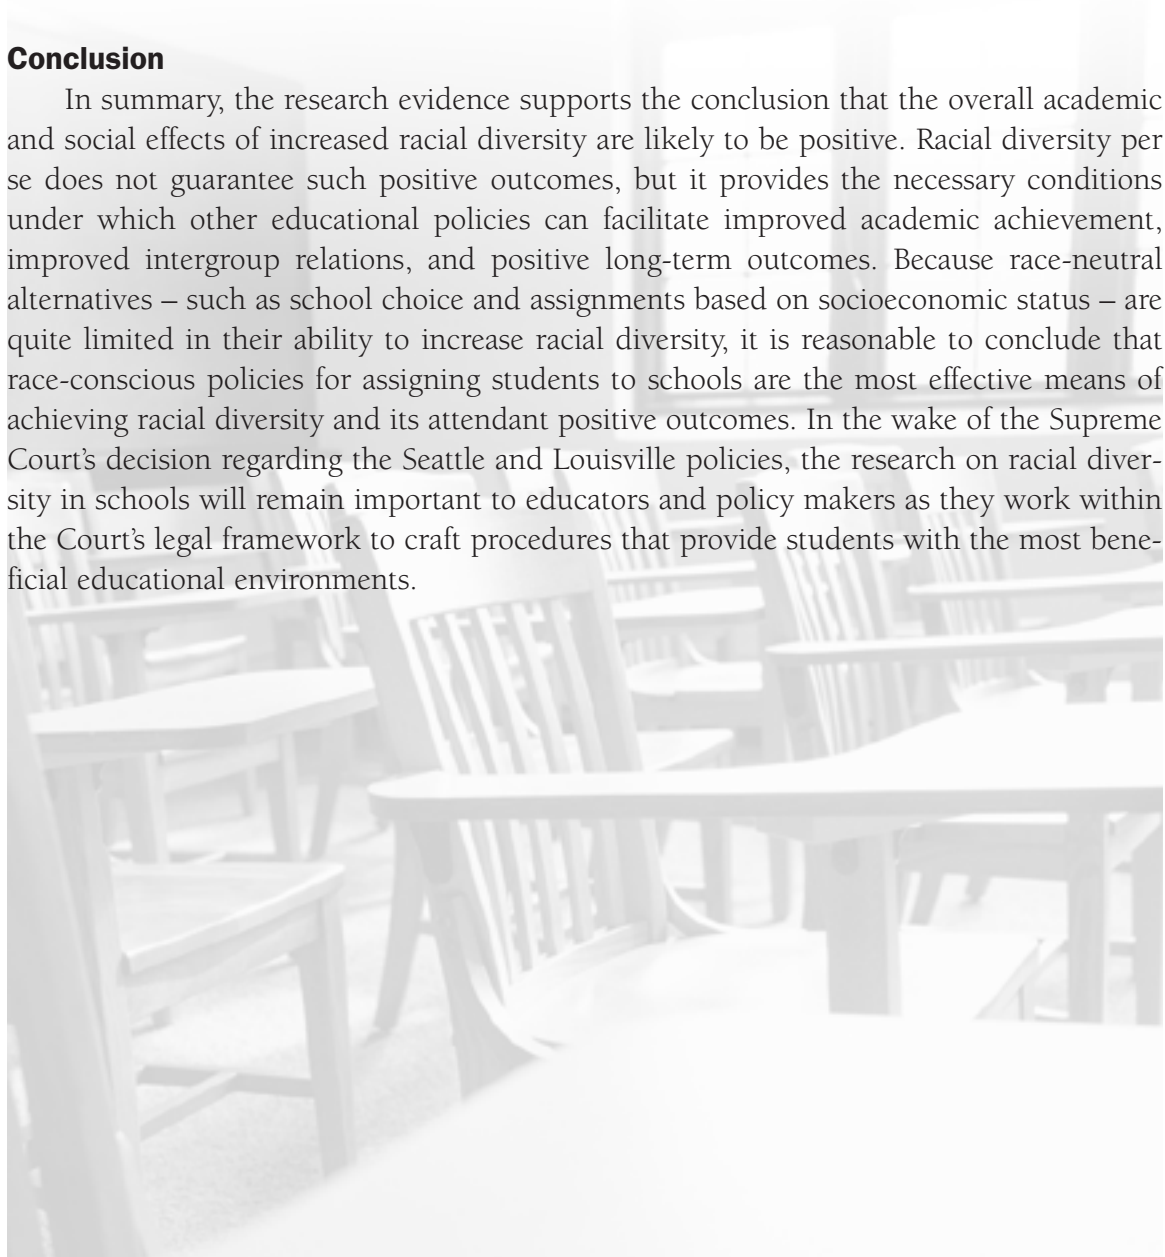 Conclusion
In summary, the research evidence supports the conclusion that the overall academic
and social effects of increased racial diversity are likely to be positive. Racial diversity per
se does not guarantee such positive outcomes, but it provides the necessary conditions
under which other educational policies can facilitate improved academic achievement,
improved intergroup relations, and positive long-term outcomes. Because race-neutral
alternatives – such as school choice and assignments based on socioeconomic status – are
quite limited in their ability to increase racial diversity, it is reasonable to conclude that
race-conscious policies for assigning students to schools are the most effective means of
achieving racial diversity and its attendant positive outcomes. In the wake of the Supreme
Court’s decision regarding the Seattle and Louisville policies, the research on racial diver-
sity in schools will remain important to educators and policy makers as they work within
the Court’s legal framework to craft procedures that provide students with the most bene-
ficial educational environments.